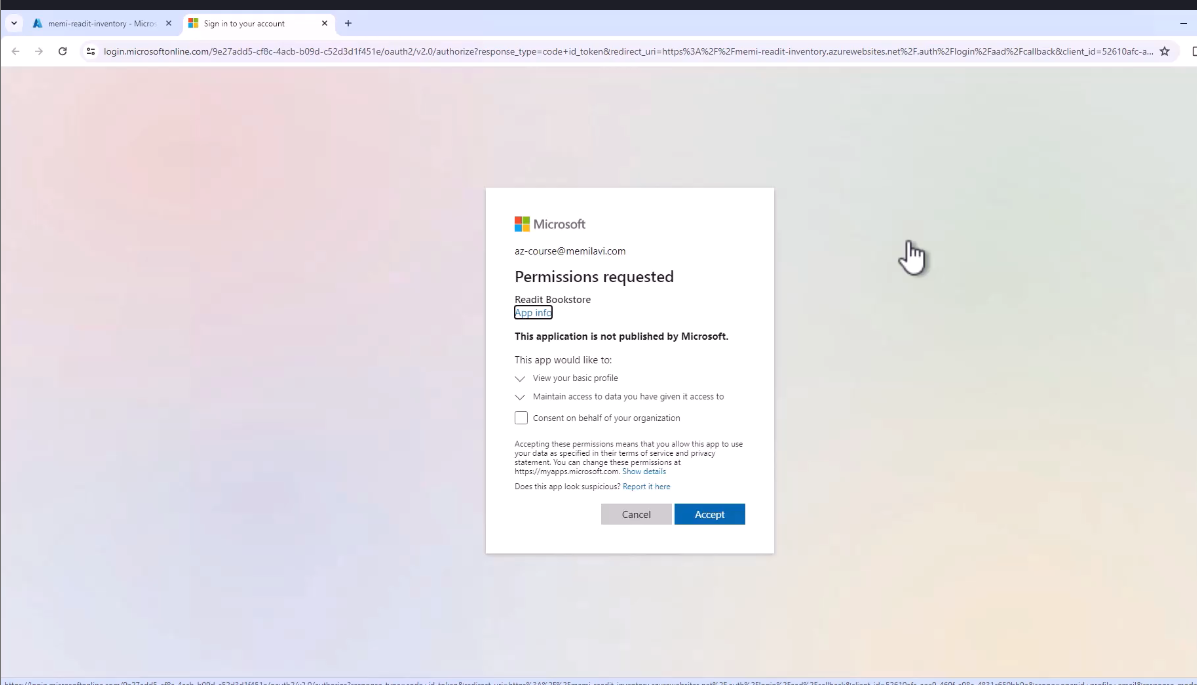 memi-readit-inventory - Micros
Sign in to your account
login.microsoftonline.com/9e27add5-cf8c-4acb-b09d-c52d3d1f451e/oauth2/v2.0/authorize?response_type=code+id_token&redirect_uri=https%3A%2F%2Fmemi-readit-inventory.azurewebsites.net%2F.auth%2Flogin%2Faad%2Fcallback&client_id=52610afc-a...
Microsoft
az-course@memilavi.com
Permissions requested
Readit Bookstore
App info
This application is not published by Microsoft.
This app would like to:
View your basic profile
Maintain access to data you have given it access to
Consent on behalf of your organization
Accepting these permissions means that you allow this app to use
your data as specified in their terms of service and privacy
statement. You can change these permissions at
https://myapps.microsoft.com. Show details
Does this app look suspicious? Report it here
Cancel Accept